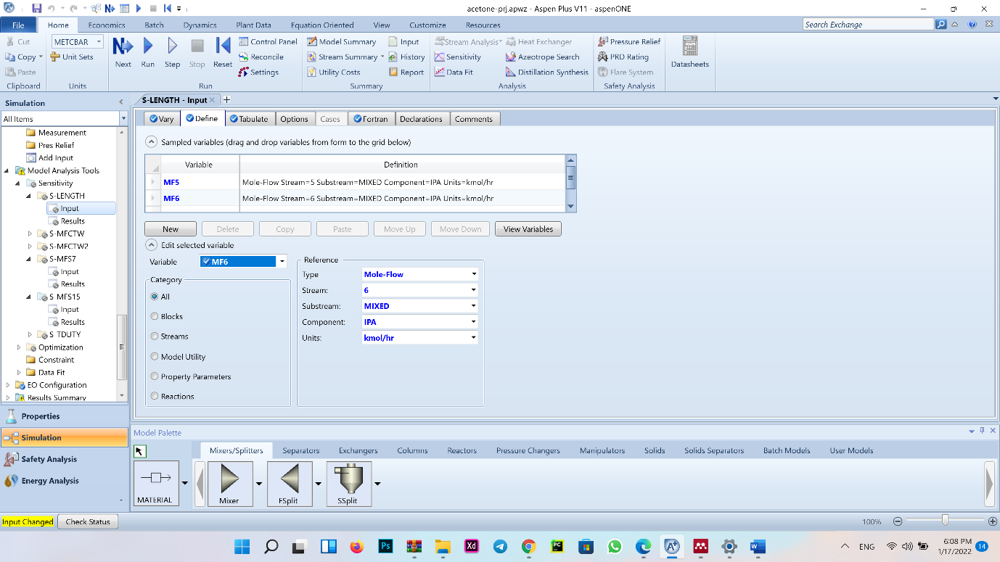 acetone-prj.apwz - Aspen Plus V11 - aspenONE
File Home Economics Batch Dynamics Plant Data Equation Oriented View Customize Resources Search Exchange
Cut METCBAR Control Panel Model Summary Input Stream Analysis Heat Exchanger Pressure Relief
Copy Unit Sets Next Run Step Stop Reset Reconcile Stream Summary History Sensitivity Azeotrope Search PRD Rating Datasheets
Paste Settings Utility Costs Report Data Fit Distillation Synthesis Flare System
Clipboard Units Run Summary Analysis Safety Analysis
Simulation
All Items
Measurement
Pres Relief
Add Input
Model Analysis Tools
Sensitivity
S-LENGTH
Input
Results
S-MFCTW
S-MFCTW2
S-MFS7
Input
Results
S-MFS15
Input
Results
S-TDUTY
Optimization
Constraint
Data Fit
EO Configuration
Results Summary
Properties
Simulation
Safety Analysis
Energy Analysis
S-LENGTH - Input
Vary Define Tabulate Options Cases Fortran Declarations Comments
Sampled variables (drag and drop variables from form to the grid below)
Variable Definition
MF5 Mole-Flow Stream=5 Substream=MIXED Component=IPA Units=kmol/hr
MF6 Mole-Flow Stream=6 Substream=MIXED Component=IPA Units=kmol/hr
New Delete Copy Paste Move Up Move Down View Variables
Edit selected variable
Variable MF6
Category
All
Blocks
Streams
Model Utility
Property Parameters
Reactions
Reference
Type Mole-Flow
Stream: 6
Substream: MIXED
Component: IPA
Units: kmol/hr
Model Palette
Mixers/Splitters Separators Exchangers Columns Reactors Pressure Changers Manipulators Solids Solids Separators Batch Models User Models
MATERIAL Mixer FSplit SSplit
Input Changed Check Status 100%
ENG 6:08 PM
1/17/2022 14